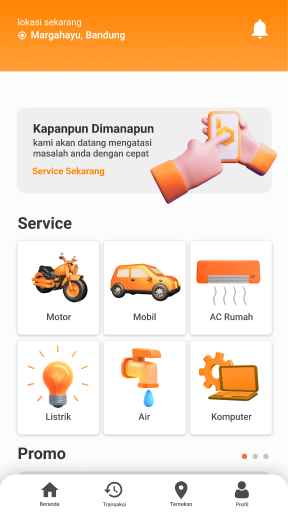 lokasi sekarang
Margahayu, Bandung
Kapanpun Dimanapun
kami akan datang mengatasi
masalah anda dengan cepat
Service Sekarang
Service
Motor
Mobil
AC Rumah
Listrik
Air
Komputer
Promo
Beranda
Transaksi
Temukan
Profil